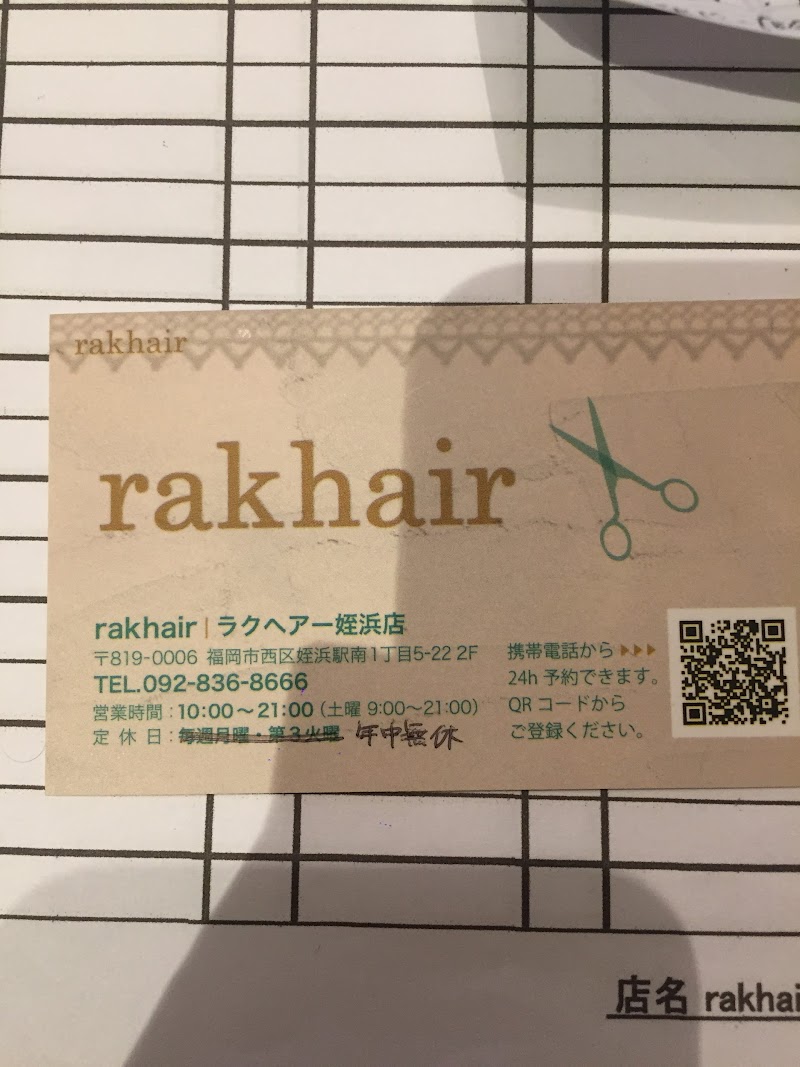 rakhair
rakhair
rakhair | ラクヘアー姪浜店
〒819-0006 福岡市西区姪浜駅南1丁目5-22 2F
TEL.092-836-8666
営業時間：10:00～21:00（土曜 9:00～21:00）
定 休 日：毎週月曜・第3火曜 年中無休
携帯電話から
24h 予約できます。
QR コードから
ご登録ください。
店名 rakhai